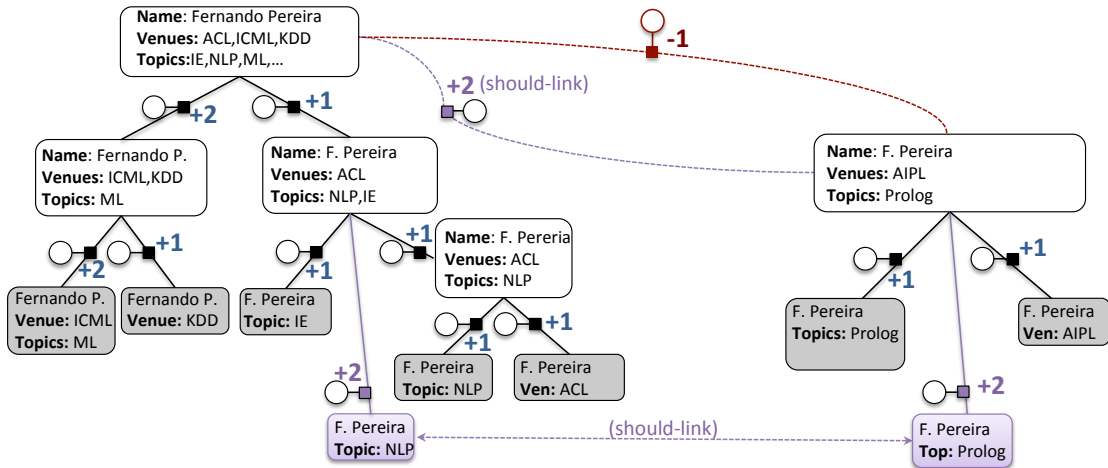 Name: Fernando Pereira
Venues: ACL,ICML,KDD
Topics:IE,NLP,ML,...
-1
+2 (should-link)
+2
+1
Name: Fernando P.
Venues: ICML,KDD
Topics: ML
Name: F. Pereira
Venues: ACL
Topics: NLP,IE
Name: F. Pereira
Venues: AIPL
Topics: Prolog
+2
+1
+1
+1
Name: F. Pereria
Venues: ACL
Topics: NLP
+1
+1
Fernando P.
Venue: ICML
Topics: ML
Fernando P.
Venue: KDD
F. Pereira
Topic: IE
F. Pereira
Topics: Prolog
F. Pereira
Ven: AIPL
+1
+1
F. Pereira
Topic: NLP
F. Pereira
Ven: ACL
+2
+2
F. Pereira
Topic: NLP
(should-link)
F. Pereira
Top: Prolog